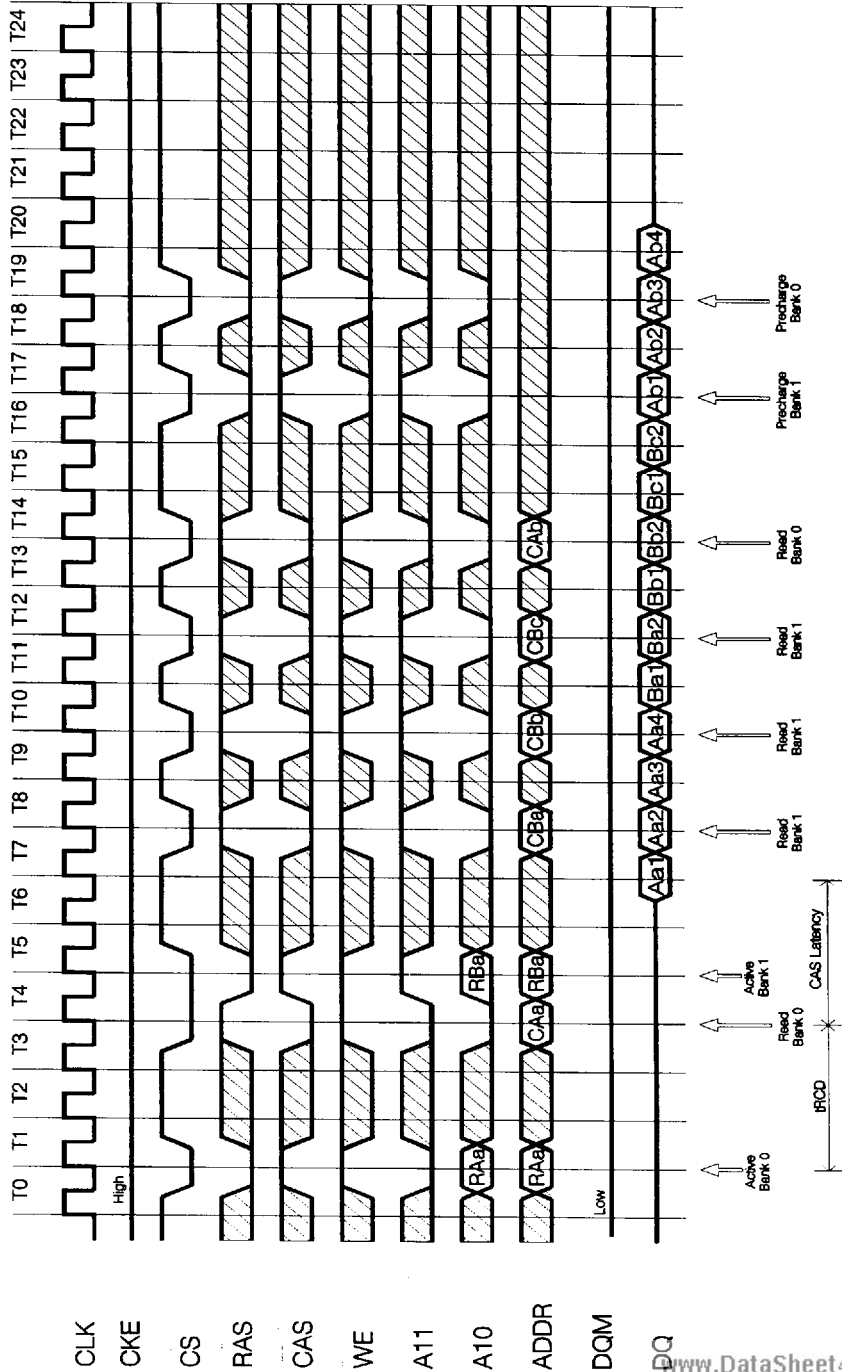 T0 T1 T2 T3 T4 T5 T6 T7 T8 T9 T10 T11 T12 T13 T14 T15 T16 T17 T18 T19 T20 T21 T22 T23 T24
CLK
CKE High
CS
RAS
CAS
WE
A11
A10 RAa RBa
ADDR RAa CAa RBa CBa CBb CBc CAb
DQM Low
DQ Aa1 Aa2 Aa3 Aa4 Ba1 Ba2 Bb1 Bb2 Bc1 Bc2 Ab1 Ab2 Ab3 Ab4
Active Bank 0
Read Bank 0
Active Bank 1
Read Bank 1
Read Bank 1
Read Bank 1
Read Bank 0
Precharge Bank 1
Precharge Bank 0
tRCD
CAS Latency
www.DataSheet4